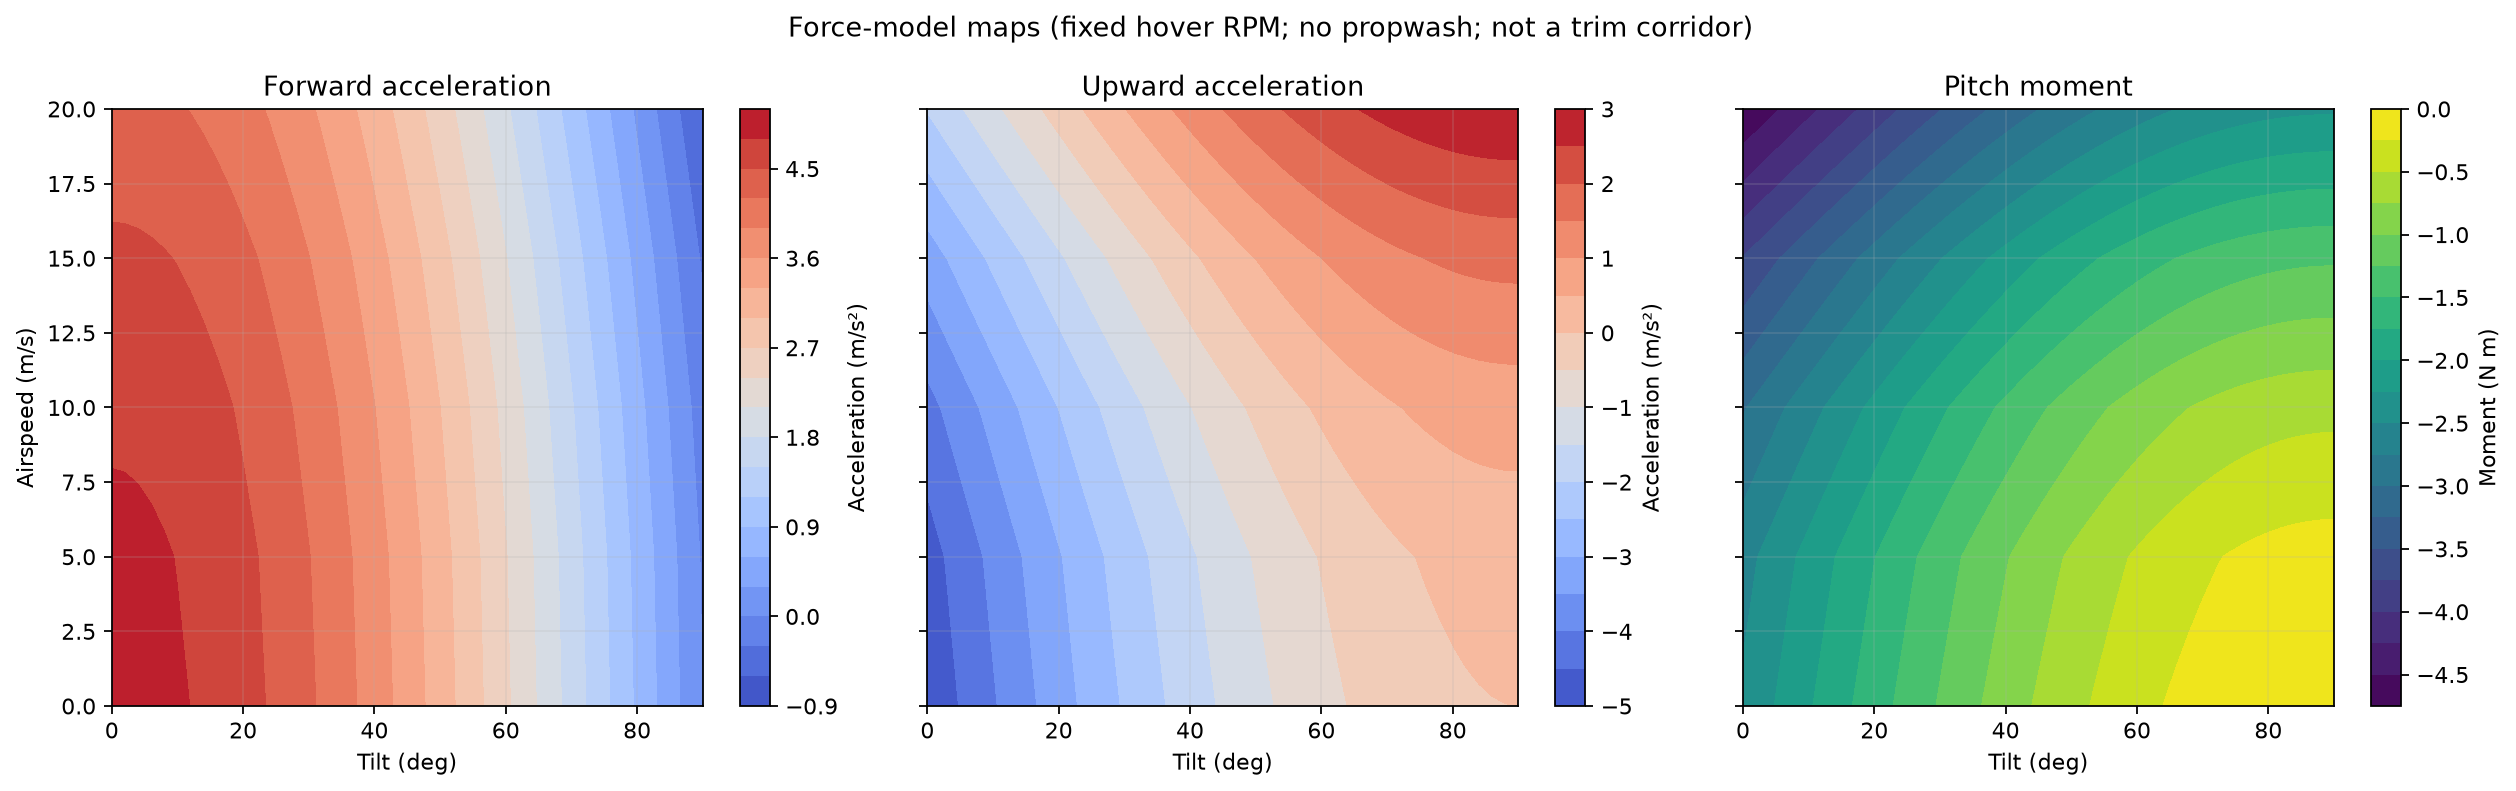 Force-model maps (fixed hover RPM; no propwash; not a trim corridor)
Forward acceleration
Airspeed (m/s)
20.0
17.5
15.0
12.5
10.0
7.5
5.0
2.5
0.0
0 20 40 60 80
Tilt (deg)
4.5
3.6
2.7
1.8
0.9
0.0
−0.9
Acceleration (m/s²)
Upward acceleration
0 20 40 60 80
Tilt (deg)
3
2
1
0
−1
−2
−3
−4
−5
Acceleration (m/s²)
Pitch moment
0 20 40 60 80
Tilt (deg)
0.0
−0.5
−1.0
−1.5
−2.0
−2.5
−3.0
−3.5
−4.0
−4.5
Moment (N m)